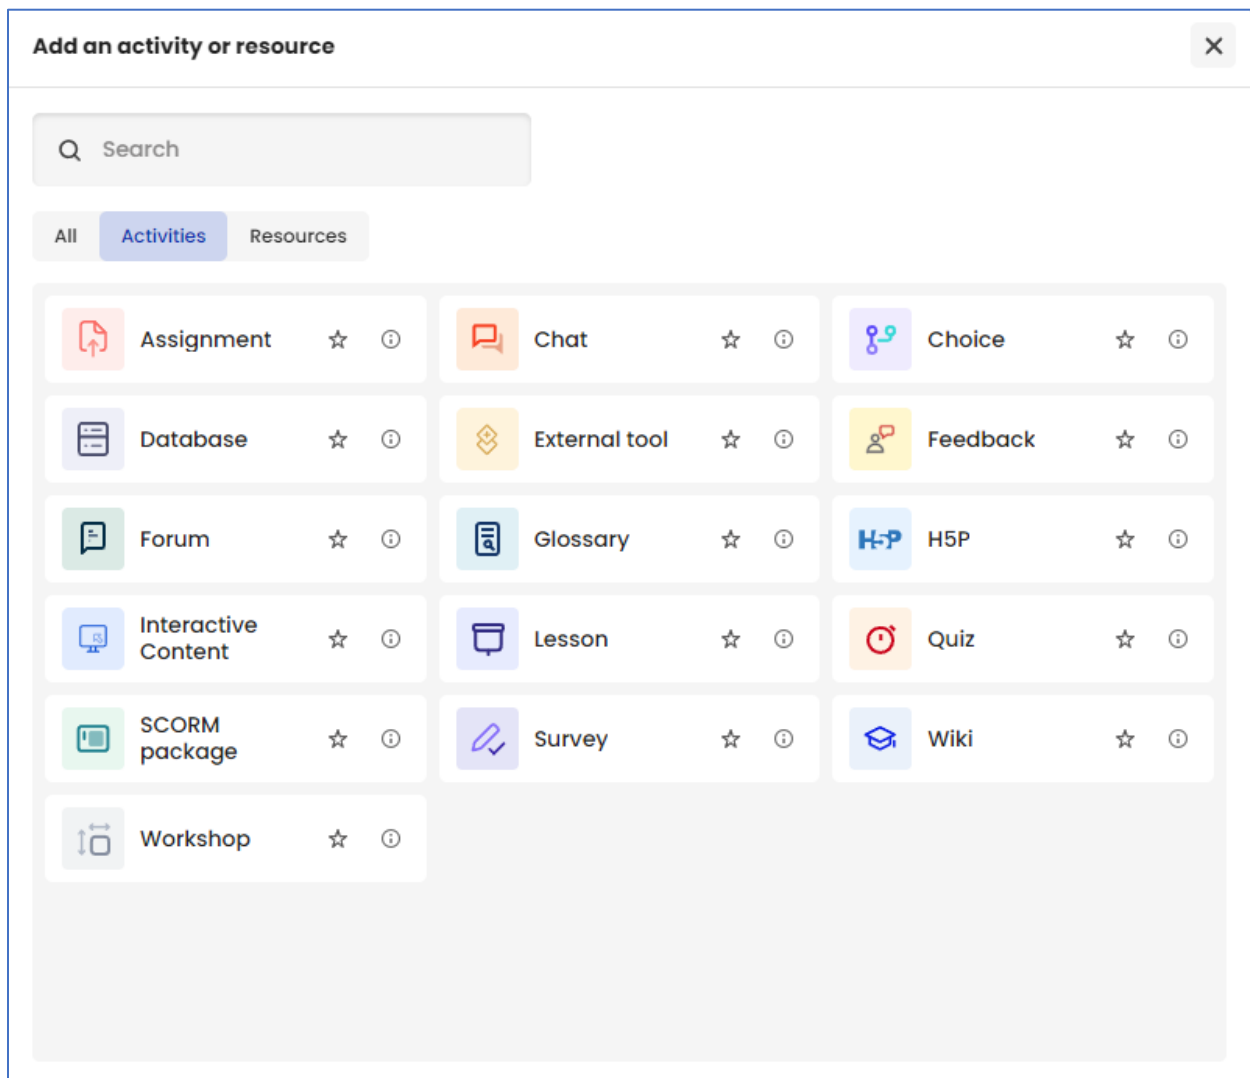 Add an activity or resource
Search
All Activities Resources
Assignment
Chat
Choice
Database
External tool
Feedback
Forum
Glossary
H5P H5P
Interactive
Content
Lesson
Quiz
SCORM
package
Survey
Wiki
Workshop